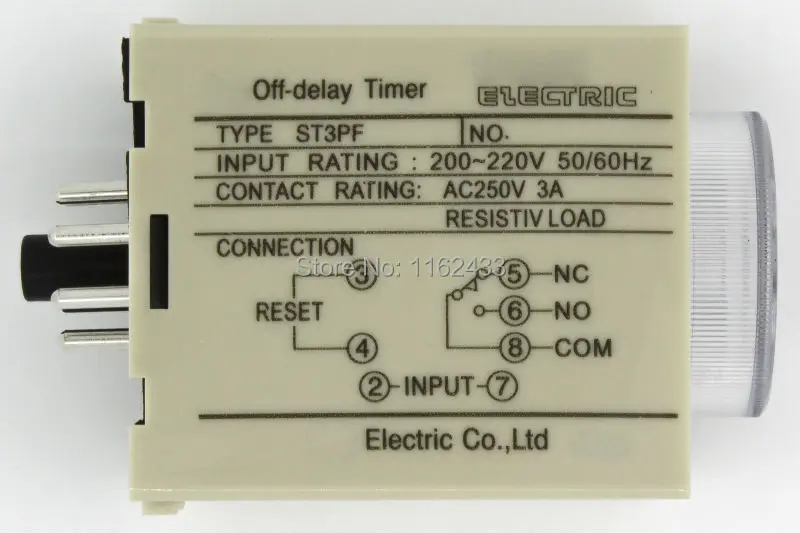 Off-delay Timer ELECTRIC
TYPE ST3PF NO.
INPUT RATING : 200~220V 50/60Hz
CONTACT RATING: AC250V 3A
RESISTIV LOAD
CONNECTION
Store No: 1162433
3 5 NC
RESET 6 NO
4 8 COM
2 INPUT 7
Electric Co.,Ltd